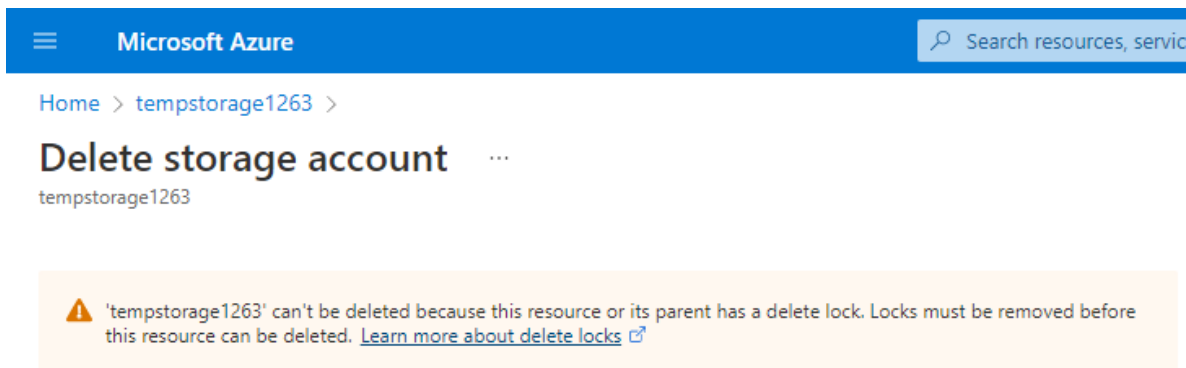 Microsoft Azure
Search resources, servic
Home > tempstorage1263 >
Delete storage account ...
tempstorage1263
'tempstorage1263' can't be deleted because this resource or its parent has a delete lock. Locks must be removed before
this resource can be deleted. Learn more about delete locks